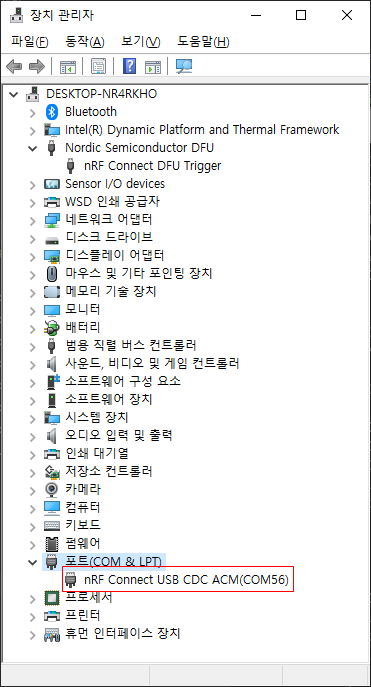 장치 관리자
파일(F) 동작(A) 보기(V) 도움말(H)
DESKTOP-NR4RKHO
Bluetooth
Intel(R) Dynamic Platform and Thermal Framework
Nordic Semiconductor DFU
nRF Connect DFU Trigger
Sensor I/O devices
WSD 인쇄 공급자
네트워크 어댑터
디스크 드라이브
디스플레이 어댑터
마우스 및 기타 포인팅 장치
메모리 기술 장치
모니터
배터리
범용 직렬 버스 컨트롤러
사운드, 비디오 및 게임 컨트롤러
소프트웨어 구성 요소
소프트웨어 장치
시스템 장치
오디오 입력 및 출력
인쇄 대기열
저장소 컨트롤러
카메라
컴퓨터
키보드
펌웨어
포트(COM & LPT)
nRF Connect USB CDC ACM(COM56)
프로세서
프린터
휴먼 인터페이스 장치